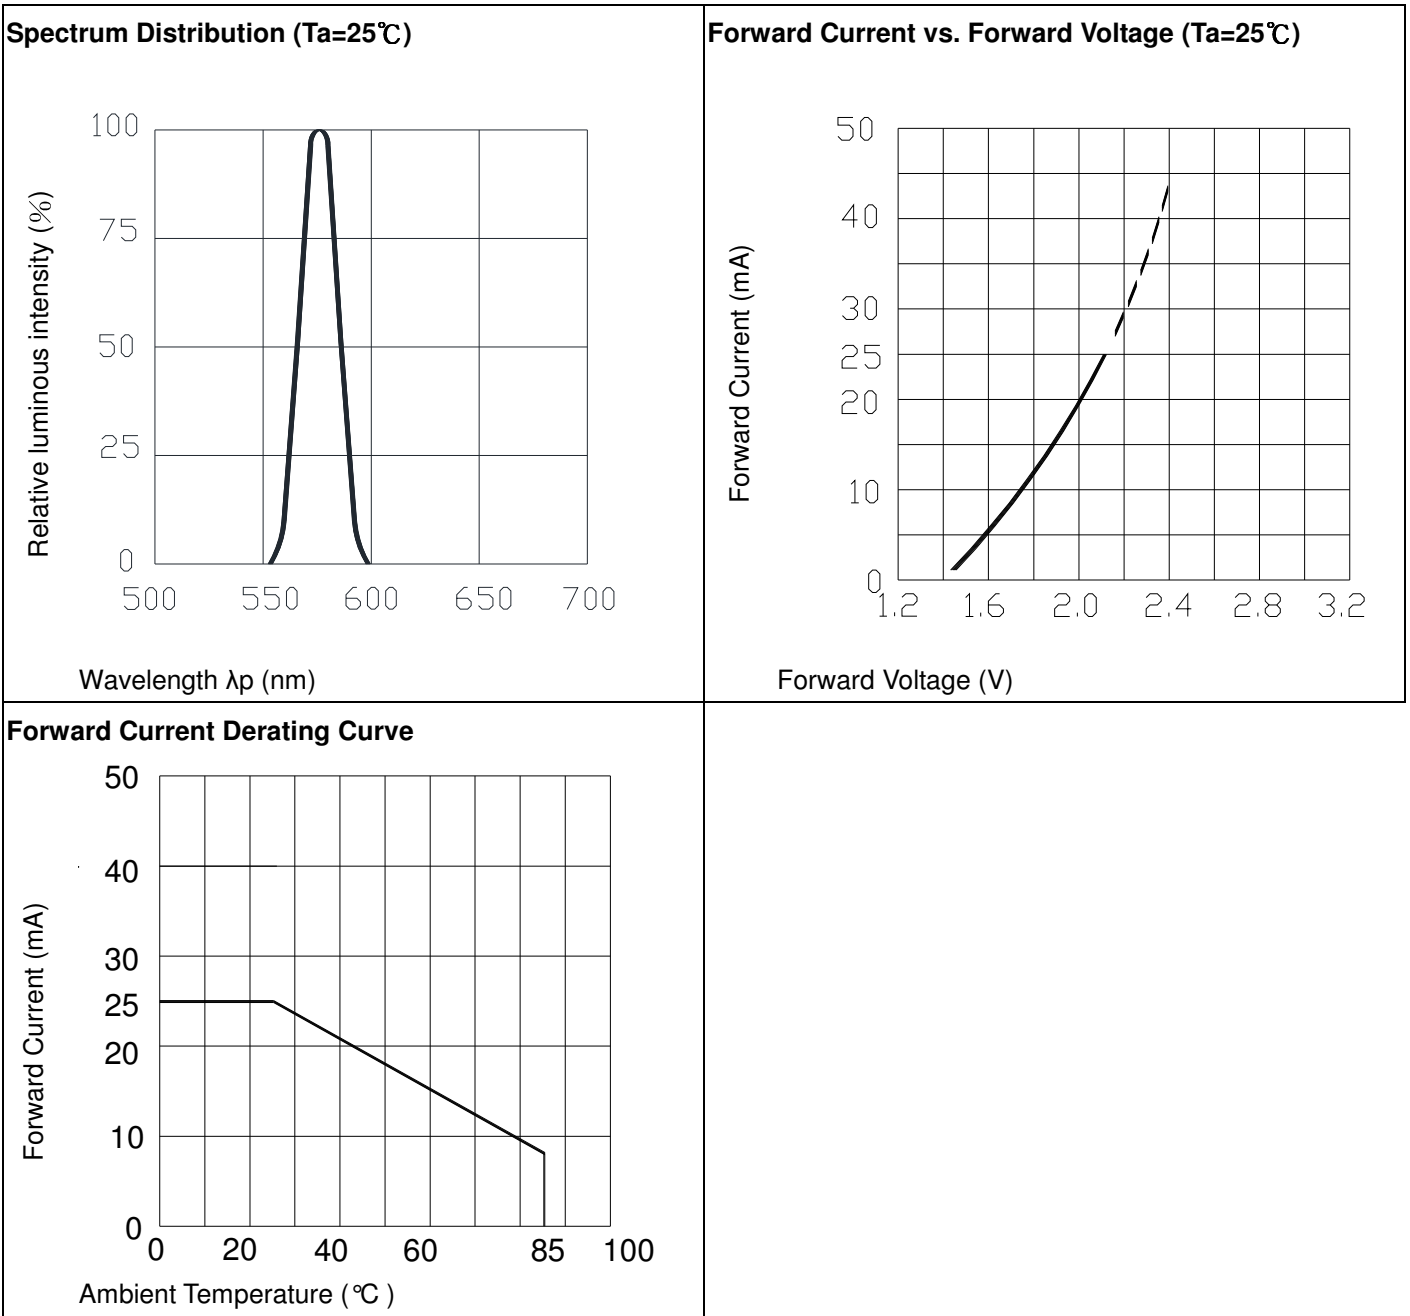 Spectrum Distribution (Ta=25℃)
Relative luminous intensity (%)
100
75
50
25
0
500 550 600 650 700
Wavelength λp (nm)
Forward Current vs. Forward Voltage (Ta=25℃)
Forward Current (mA)
50
40
30
25
20
10
0
1.2 1.6 2.0 2.4 2.8 3.2
Forward Voltage (V)
Forward Current Derating Curve
Forward Current (mA)
50
40
30
25
20
10
0
0 20 40 60 85 100
Ambient Temperature ( ℃ )